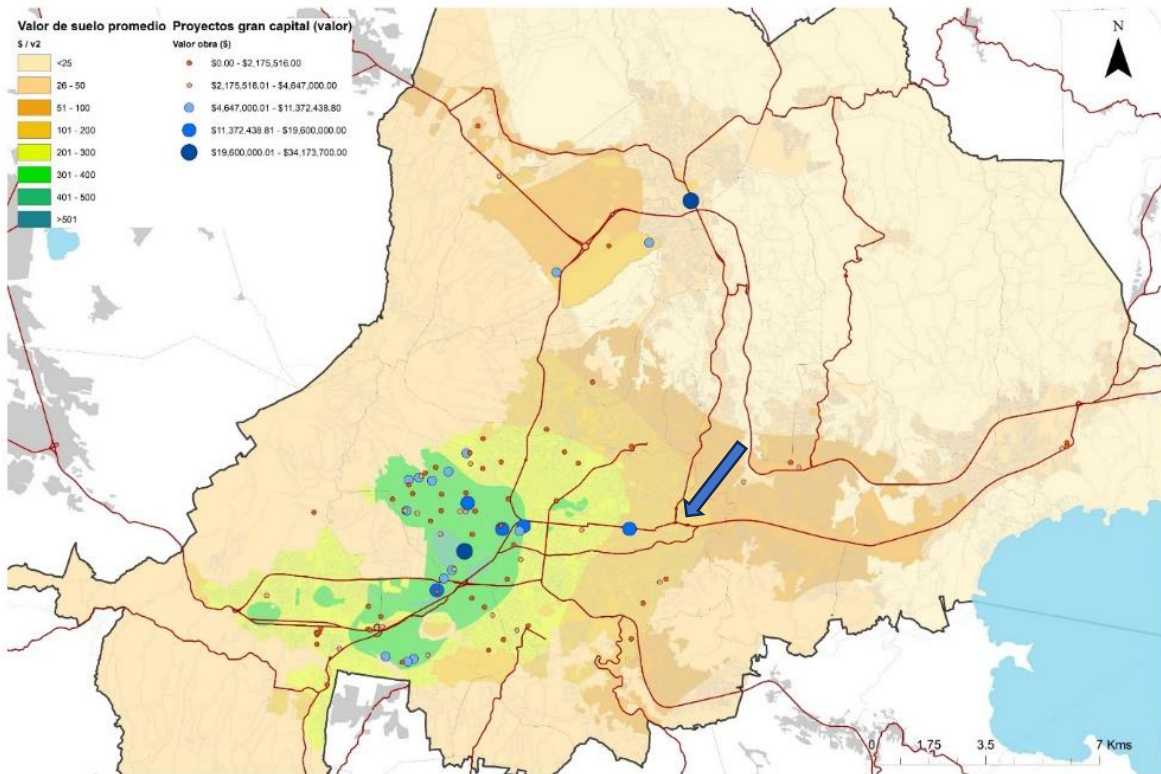 Valor de suelo promedio
$ / v2
<25
26 - 50
51 - 100
101 - 200
201 - 300
301 - 400
401 - 500
>501
Proyectos gran capital (valor)
Valor obra ($)
$0.00 - $2,175,516.00
$2,175,516.01 - $4,647,000.00
$4,647,000.01 - $11,372,438.80
$11,372,438.81 - $19,600,000.00
$19,600,000.01 - $34,173,700.00
N
0 1.75 3.5 7 Kms